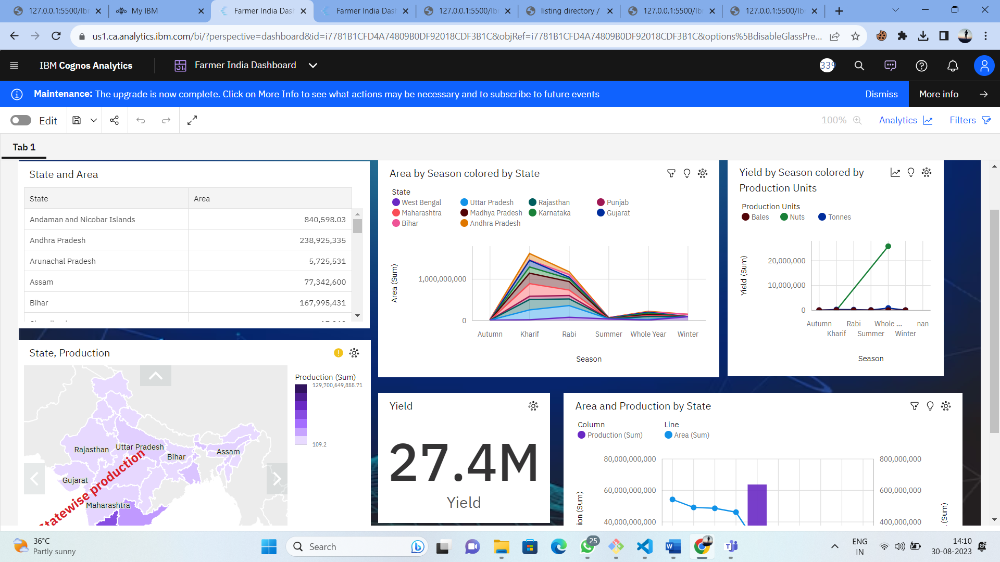 127.0.0.1:5500/Ibr
My IBM
Farmer India Dash
Farmer India Dash
127.0.0.1:5500/Ibr
listing directory /
127.0.0.1:5500/Ibr
127.0.0.1:5500/Ibr
us1.ca.analytics.ibm.com/bi/?perspective=dashboard&id=i7781B1CFD4A74809B0DF92018CDF3B1C&objRef=i7781B1CFD4A74809B0DF92018CDF3B1C&options%5BdisableGlassPre...
IBM Cognos Analytics
Farmer India Dashboard
339
Maintenance: The upgrade is now complete. Click on More Info to see what actions may be necessary and to subscribe to future events
Dismiss
More info
Edit
100%
Analytics
Filters
Tab 1
State and Area
State
Area
Andaman and Nicobar Islands
840,598.03
Andhra Pradesh
238,925,335
Arunachal Pradesh
5,725,531
Assam
77,342,600
Bihar
167,995,431
Area by Season colored by State
State
West Bengal
Uttar Pradesh
Rajasthan
Punjab
Maharashtra
Madhya Pradesh
Karnataka
Gujarat
Bihar
Andhra Pradesh
Area (Sum)
1,000,000,000
0
Autumn
Kharif
Rabi
Summer
Whole Year
Winter
Season
Yield by Season colored by
Production Units
Production Units
Bales
Nuts
Tonnes
Yield (Sum)
20,000,000
10,000,000
0
Autumn
Rabi
Whole ...
nan
Kharif
Summer
Winter
Season
State, Production
Production (Sum)
129,700,649,855.71
109.2
Rajasthan
Uttar Pradesh
Bihar
Assam
Gujarat
Maharashtra
Statewise production
Yield
27.4M
Yield
Area and Production by State
Column
Line
Production (Sum)
Area (Sum)
80,000,000,000
800,000,000
60,000,000,000
600,000,000
40,000,000,000
400,000,000
ion (Sum)
(Sum)
36°C
Partly sunny
Search
25
ENG
IN
14:10
30-08-2023